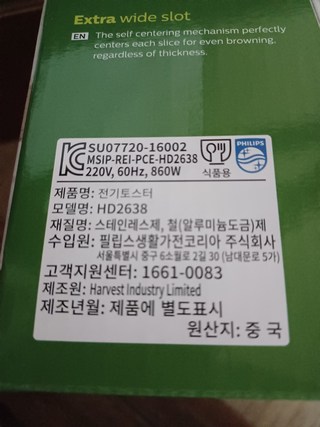 Extra wide slot
EN The self centering mechanism perfectly
centers each slice for even browning,
regardless of thickness.
SU07720-16002
MSIP-REI-PCE-HD2638
220V, 60Hz, 860W
식품용
PHILIPS
제품명: 전기토스터
모델명: HD2638
재질명: 스테인레스제, 철(알루미늄도금)제
수입원: 필립스생활가전코리아 주식회사
서울특별시 중구 6소월로 2길 30 (남대문로 5가)
고객지원센터: 1661-0083
제조원: Harvest Industry Limited
제조년월: 제품에 별도표시
원산지: 중 국